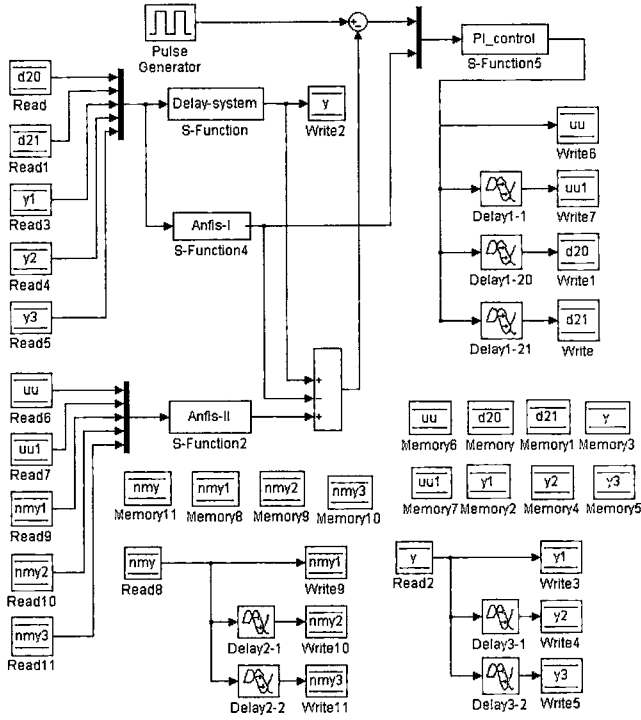 Pulse
Generator
+
-
PI_control
S-Function5
d20
Read
d21
Read1
y1
Read3
y2
Read4
y3
Read5
Delay-system
S-Function
y
Write2
Anfis-I
S-Function4
uu
Write6
Delay1-1
uu1
Write7
Delay1-20
d20
Write1
Delay1-21
d21
Write
+
-
+
uu
Read6
uu1
Read7
nmy1
Read9
nmy2
Read10
nmy3
Read11
Anfis-II
S-Function2
uu
Memory6
d20
Memory
d21
Memory1
y
Memory3
uu1
Memory7
y1
Memory2
y2
Memory4
y3
Memory5
nmy
Memory11
nmy1
Memory8
nmy2
Memory9
nmy3
Memory10
nmy
Read8
nmy1
Write9
Delay2-1
nmy2
Write10
Delay2-2
nmy3
Write11
y
Read2
y1
Write3
Delay3-1
y2
Write4
Delay3-2
y3
Write5